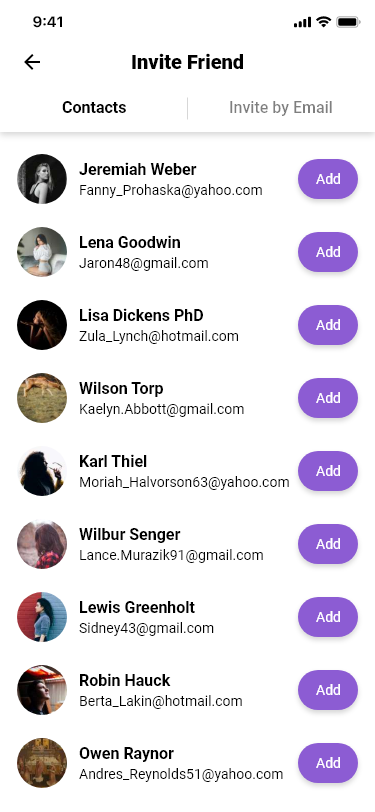 9:41
Invite Friend
Contacts
Invite by Email
Jeremiah Weber
Fanny_Prohaska@yahoo.com
Add
Lena Goodwin
Jaron48@gmail.com
Add
Lisa Dickens PhD
Zula_Lynch@hotmail.com
Add
Wilson Torp
Kaelyn.Abbott@gmail.com
Add
Karl Thiel
Moriah_Halvorson63@yahoo.com
Add
Wilbur Senger
Lance.Murazik91@gmail.com
Add
Lewis Greenholt
Sidney43@gmail.com
Add
Robin Hauck
Berta_Lakin@hotmail.com
Add
Owen Raynor
Andres_Reynolds51@yahoo.com
Add